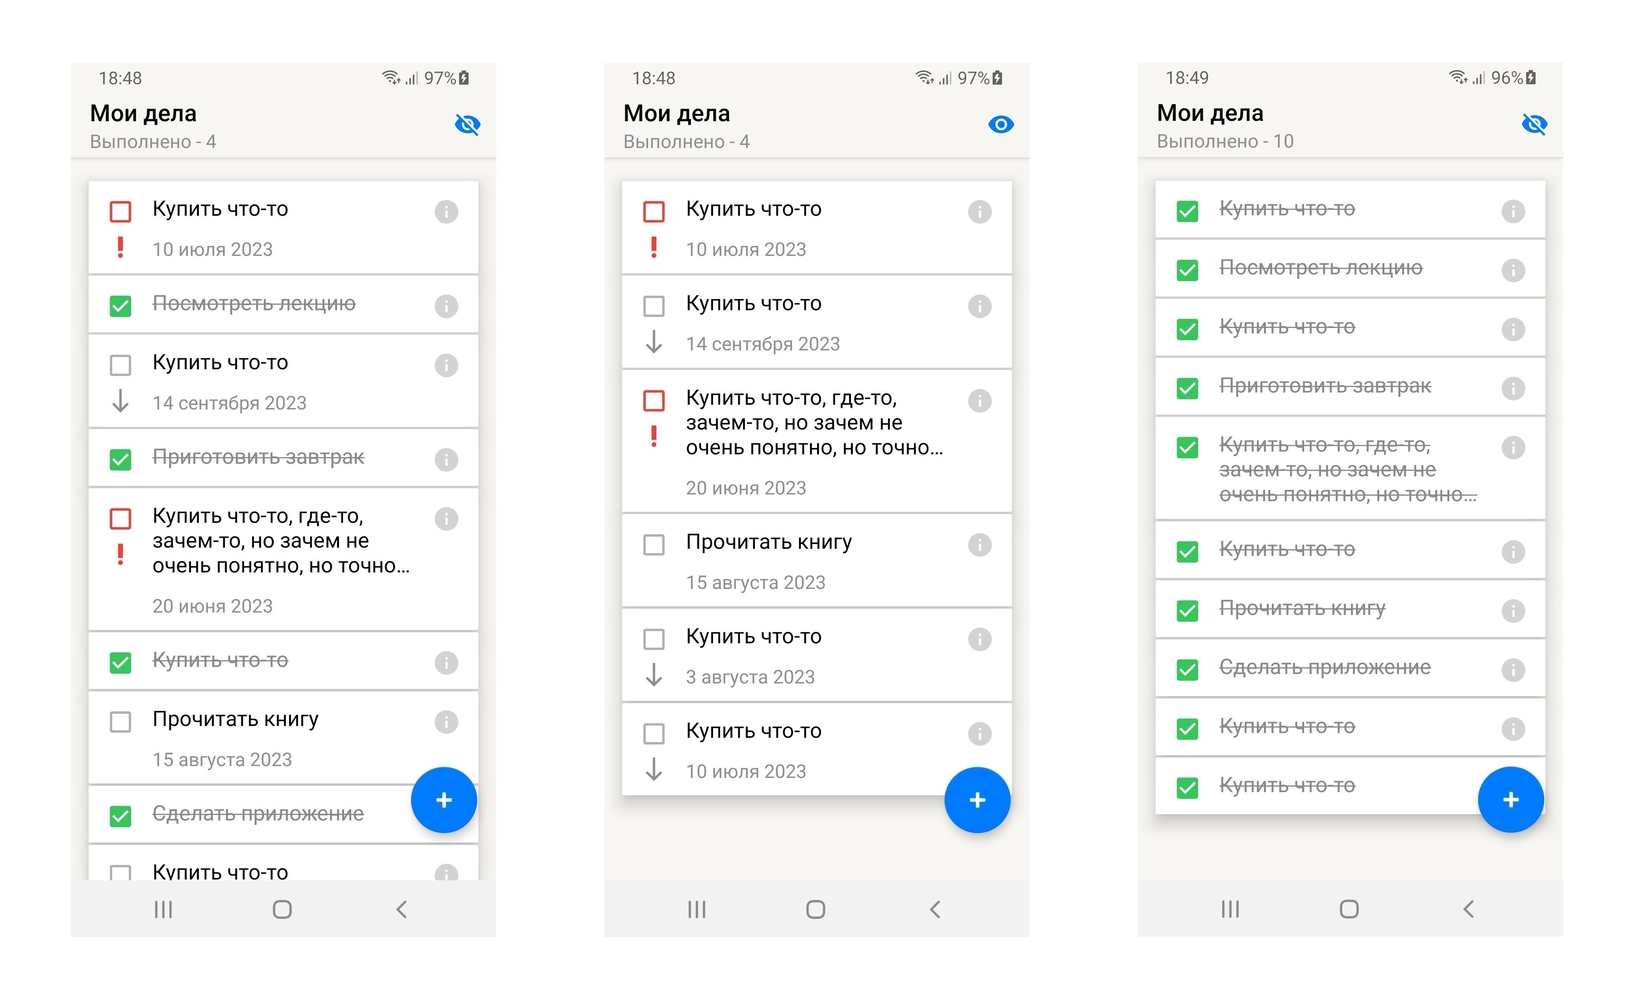 18:48
97%
Мои дела
Выполнено - 4
Купить что-то
10 июля 2023
Посмотреть лекцию
Купить что-то
14 сентября 2023
Приготовить завтрак
Купить что-то, где-то,
зачем-то, но зачем не
очень понятно, но точно...
20 июня 2023
Купить что-то
Прочитать книгу
15 августа 2023
Сделать приложение
Купить что-то
18:48
97%
Мои дела
Выполнено - 4
Купить что-то
10 июля 2023
Купить что-то
14 сентября 2023
Купить что-то, где-то,
зачем-то, но зачем не
очень понятно, но точно...
20 июня 2023
Прочитать книгу
15 августа 2023
Купить что-то
3 августа 2023
Купить что-то
10 июля 2023
18:49
96%
Мои дела
Выполнено - 10
Купить что-то
Посмотреть лекцию
Купить что-то
Приготовить завтрак
Купить что-то, где-то,
зачем-то, но зачем не
очень понятно, но точно...
Купить что-то
Прочитать книгу
Сделать приложение
Купить что-то
Купить что-то